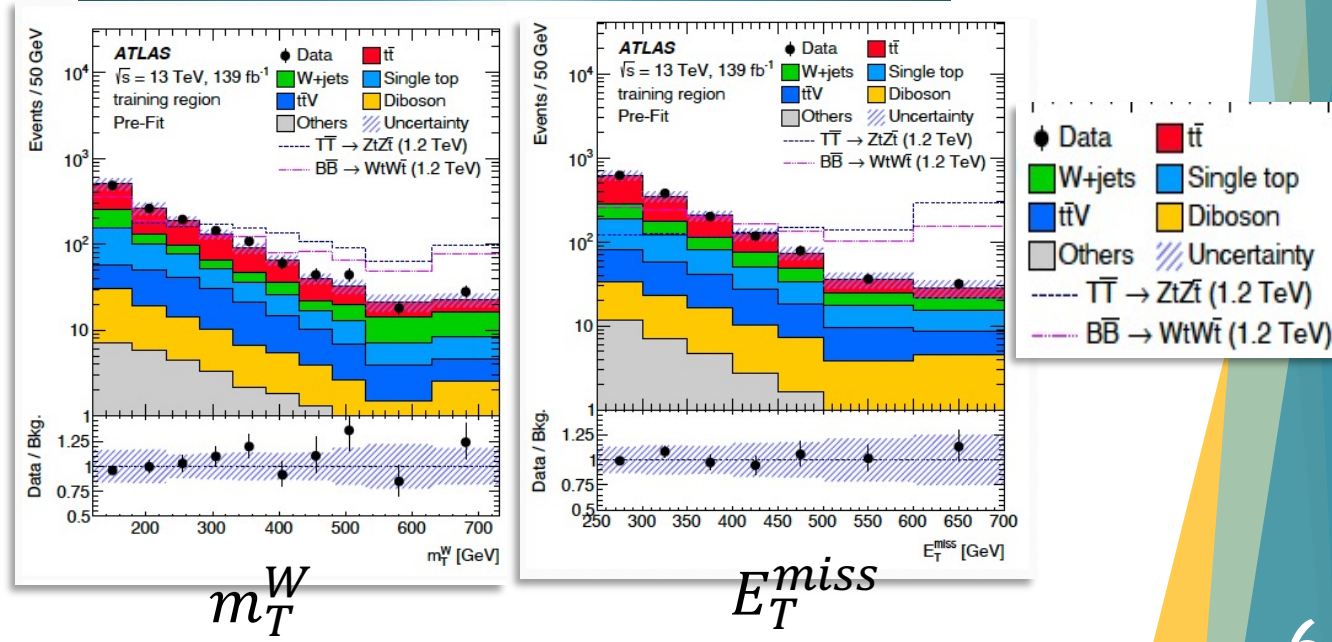 Events / 50 GeV
10⁴
10³
10²
10
1
ATLAS
√s = 13 TeV, 139 fb⁻¹
training region
Pre-Fit
Data
tt̄
W+jets
Single top
tt̄V
Diboson
Others
Uncertainty
TT̅ → ZtZt̄ (1.2 TeV)
BB̅ → WtWt̄ (1.2 TeV)
Data / Bkg.
1.25
1
0.75
0.5
200 300 400 500 600 700
m_T^W [GeV]
m_T^W
Events / 50 GeV
10⁴
10³
10²
10
1
ATLAS
√s = 13 TeV, 139 fb⁻¹
training region
Pre-Fit
Data
tt̄
W+jets
Single top
tt̄V
Diboson
Others
Uncertainty
TT̅ → ZtZt̄ (1.2 TeV)
BB̅ → WtWt̄ (1.2 TeV)
Data / Bkg.
1.25
1
0.75
0.5
250 300 350 400 450 500 550 600 650 700
E_T^miss [GeV]
E_T^miss
Data
tt̄
W+jets
Single top
tt̄V
Diboson
Others
Uncertainty
TT̅ → ZtZt̄ (1.2 TeV)
BB̅ → WtWt̄ (1.2 TeV)